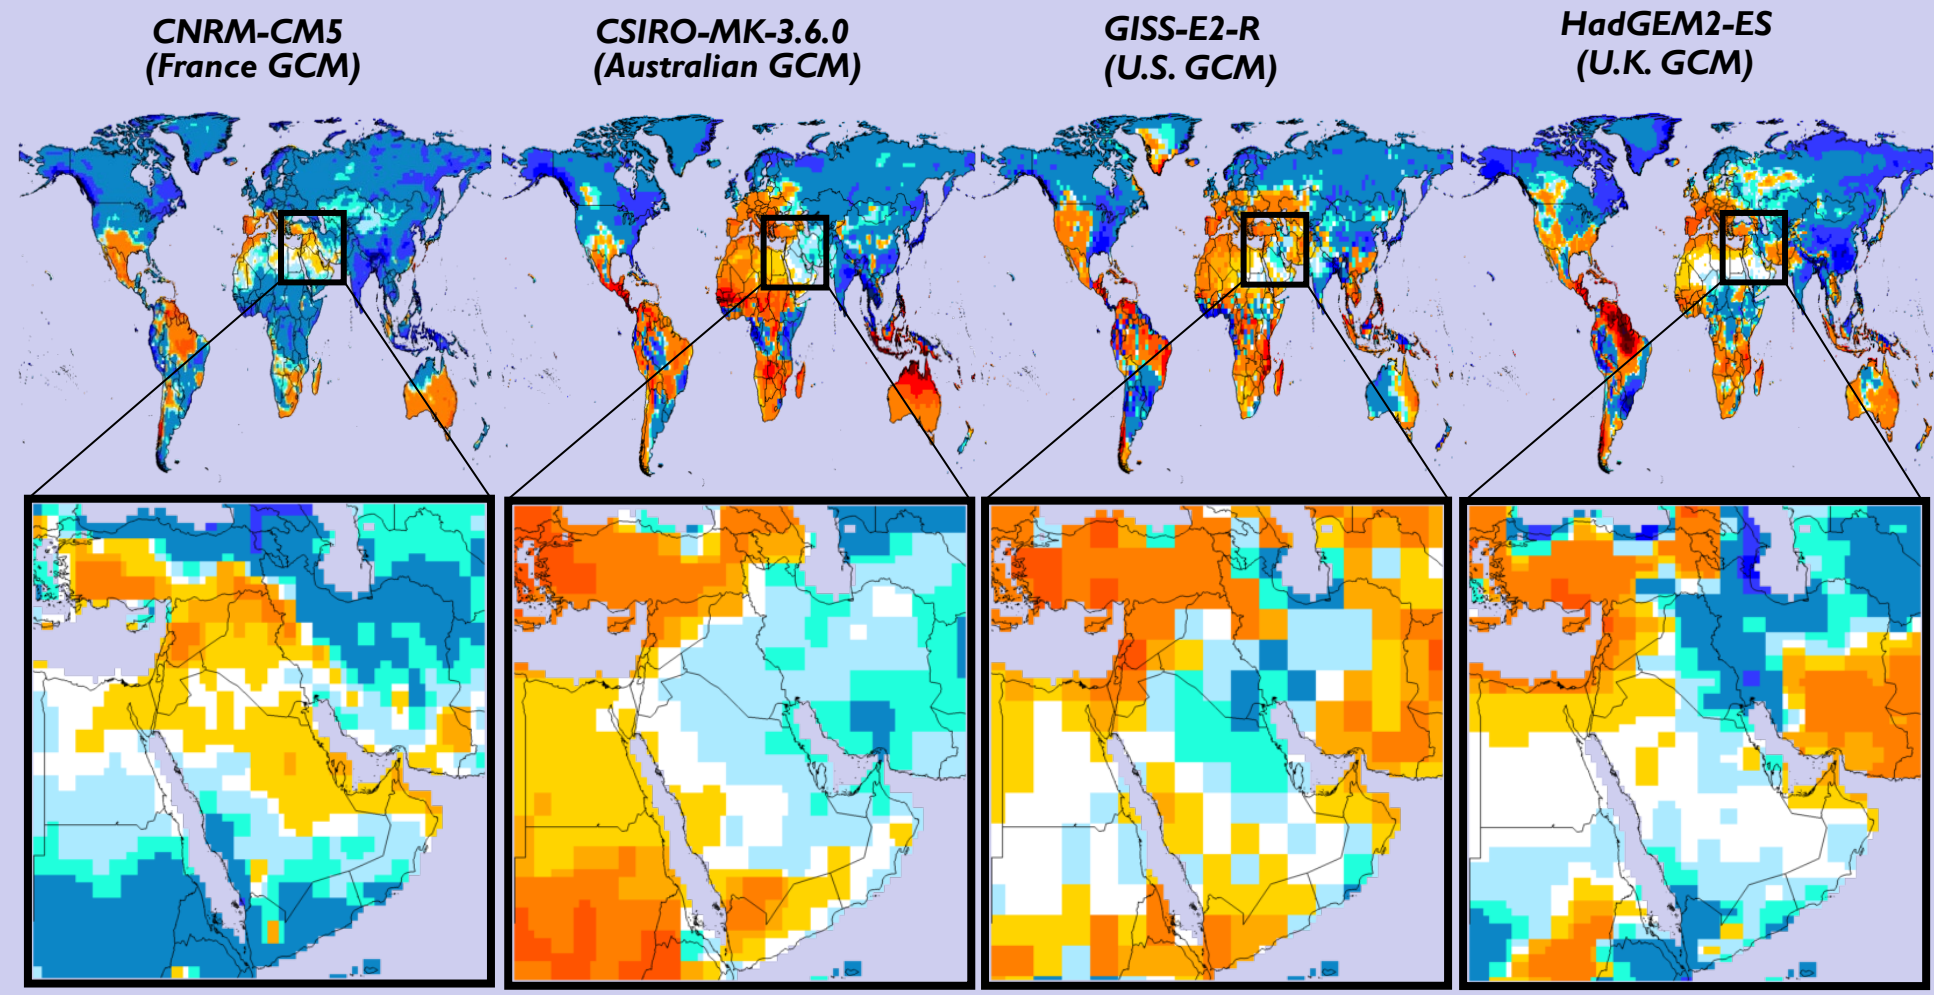 CNRM-CM5
(France GCM)
CSIRO-MK-3.6.0
(Australian GCM)
GISS-E2-R
(U.S. GCM)
HadGEM2-ES
(U.K. GCM)